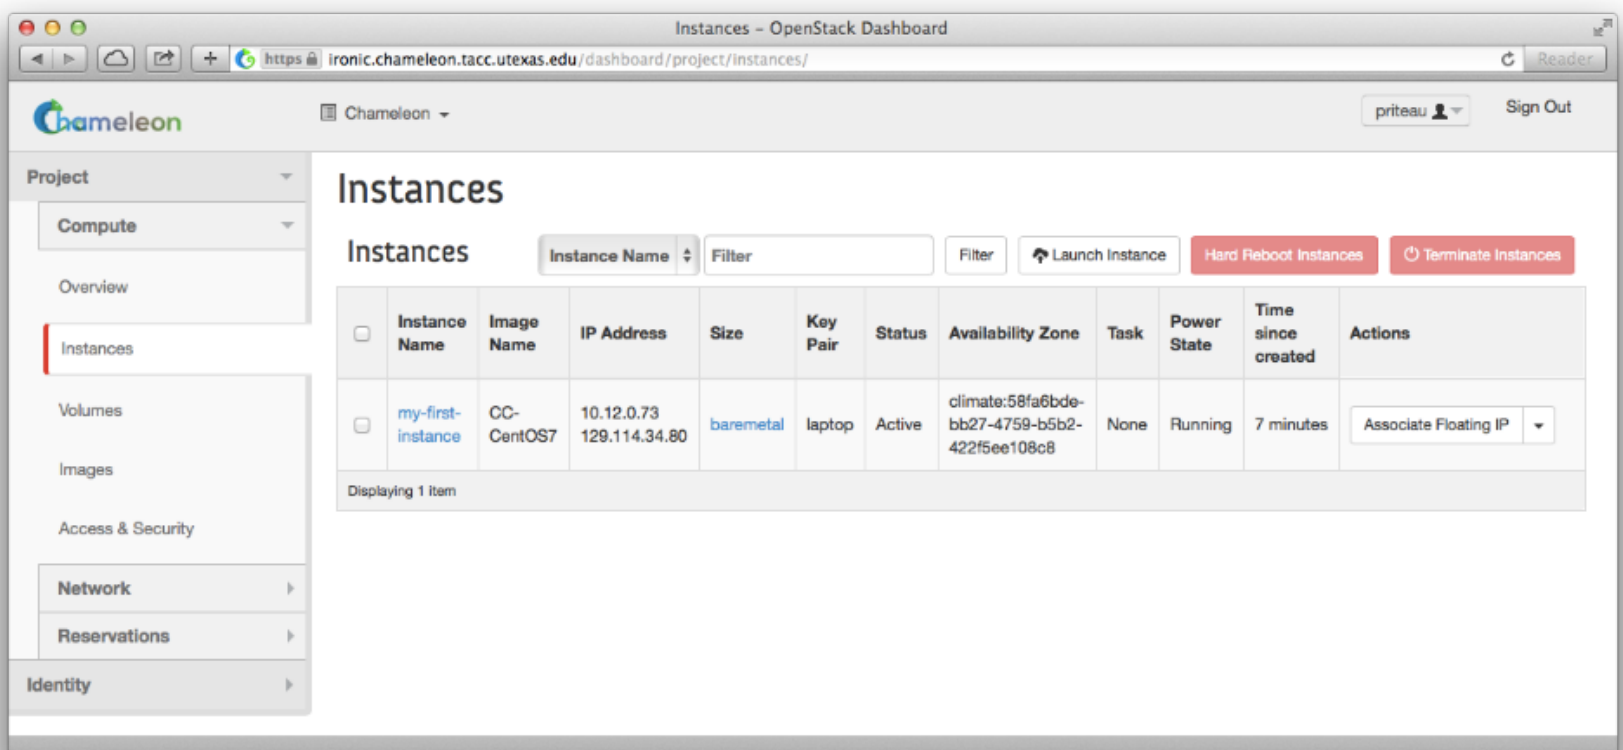 Instances – OpenStack Dashboard
https ironic.chameleon.tacc.utexas.edu/dashboard/project/instances/
Reader
Chameleon
Chameleon
priteau
Sign Out
Project
Compute
Overview
Instances
Volumes
Images
Access & Security
Network
Reservations
Identity
Instances
Instances
Instance Name
Filter
Filter
Launch Instance
Hard Reboot Instances
Terminate Instances
Instance
Name
Image
Name
IP Address
Size
Key
Pair
Status
Availability Zone
Task
Power
State
Time
since
created
Actions
my-first-
instance
CC-
CentOS7
10.12.0.73
129.114.34.80
baremetal
laptop
Active
climate:58fa6bde-
bb27-4759-b5b2-
422f5ee108c8
None
Running
7 minutes
Associate Floating IP
Displaying 1 item